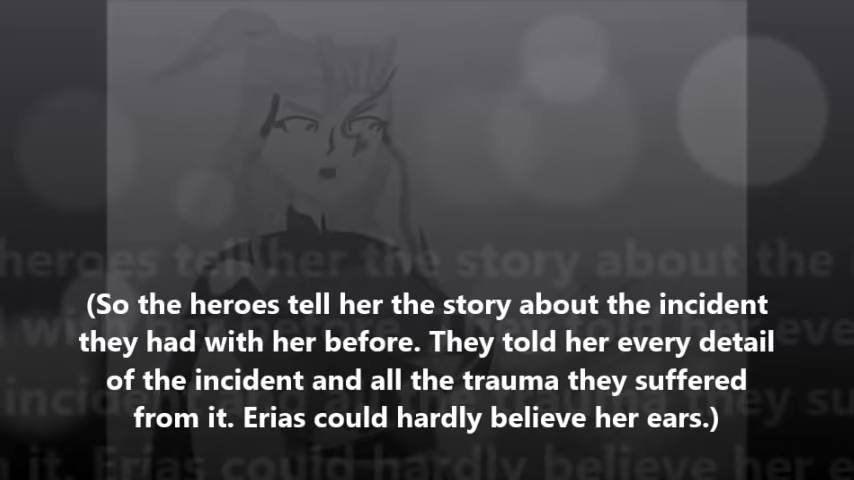 (So the heroes tell her the story about the incident
they had with her before. They told her every detail
of the incident and all the trauma they suffered
from it. Erias could hardly believe her ears.)